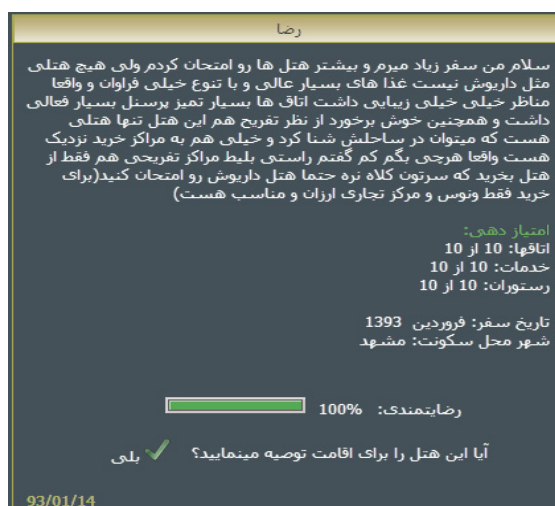 رضا
سلام من سفر زیاد میرم و بیشتر هتل ها رو امتحان کردم ولی هیچ هتلی
مثل داریوش نیست غذا های بسیار عالی و با تنوع خیلی فراوان و واقعا
مناظر خیلی خیلی زیبایی داشت اتاق ها بسیار تمیز پرسنل بسیار فعالی
داشت و همچنین خوش برخورد از نظر تفریح هم این هتل تنها هتلی
هست که میتوان در ساحلش شنا کرد و خیلی هم به مراکز خرید نزدیک
هست واقعا هرچی بگم کم گفتم راستی بلیط مراکز تفریحی هم فقط از
هتل بخرید که سرتون کلاه نره حتما هتل داریوش رو امتحان کنید(برای
خرید فقط ونوس و مرکز تجاری ارزان و مناسب هست)
امتیاز دهی:
اتاقها: 10 از 10
خدمات: 10 از 10
رستوران: 10 از 10
تاریخ سفر: فروردین 1393
شهر محل سکونت: مشهد
رضایتمندی: 100%
آیا این هتل را برای اقامت توصیه مینمایید؟ بلی
93/01/14